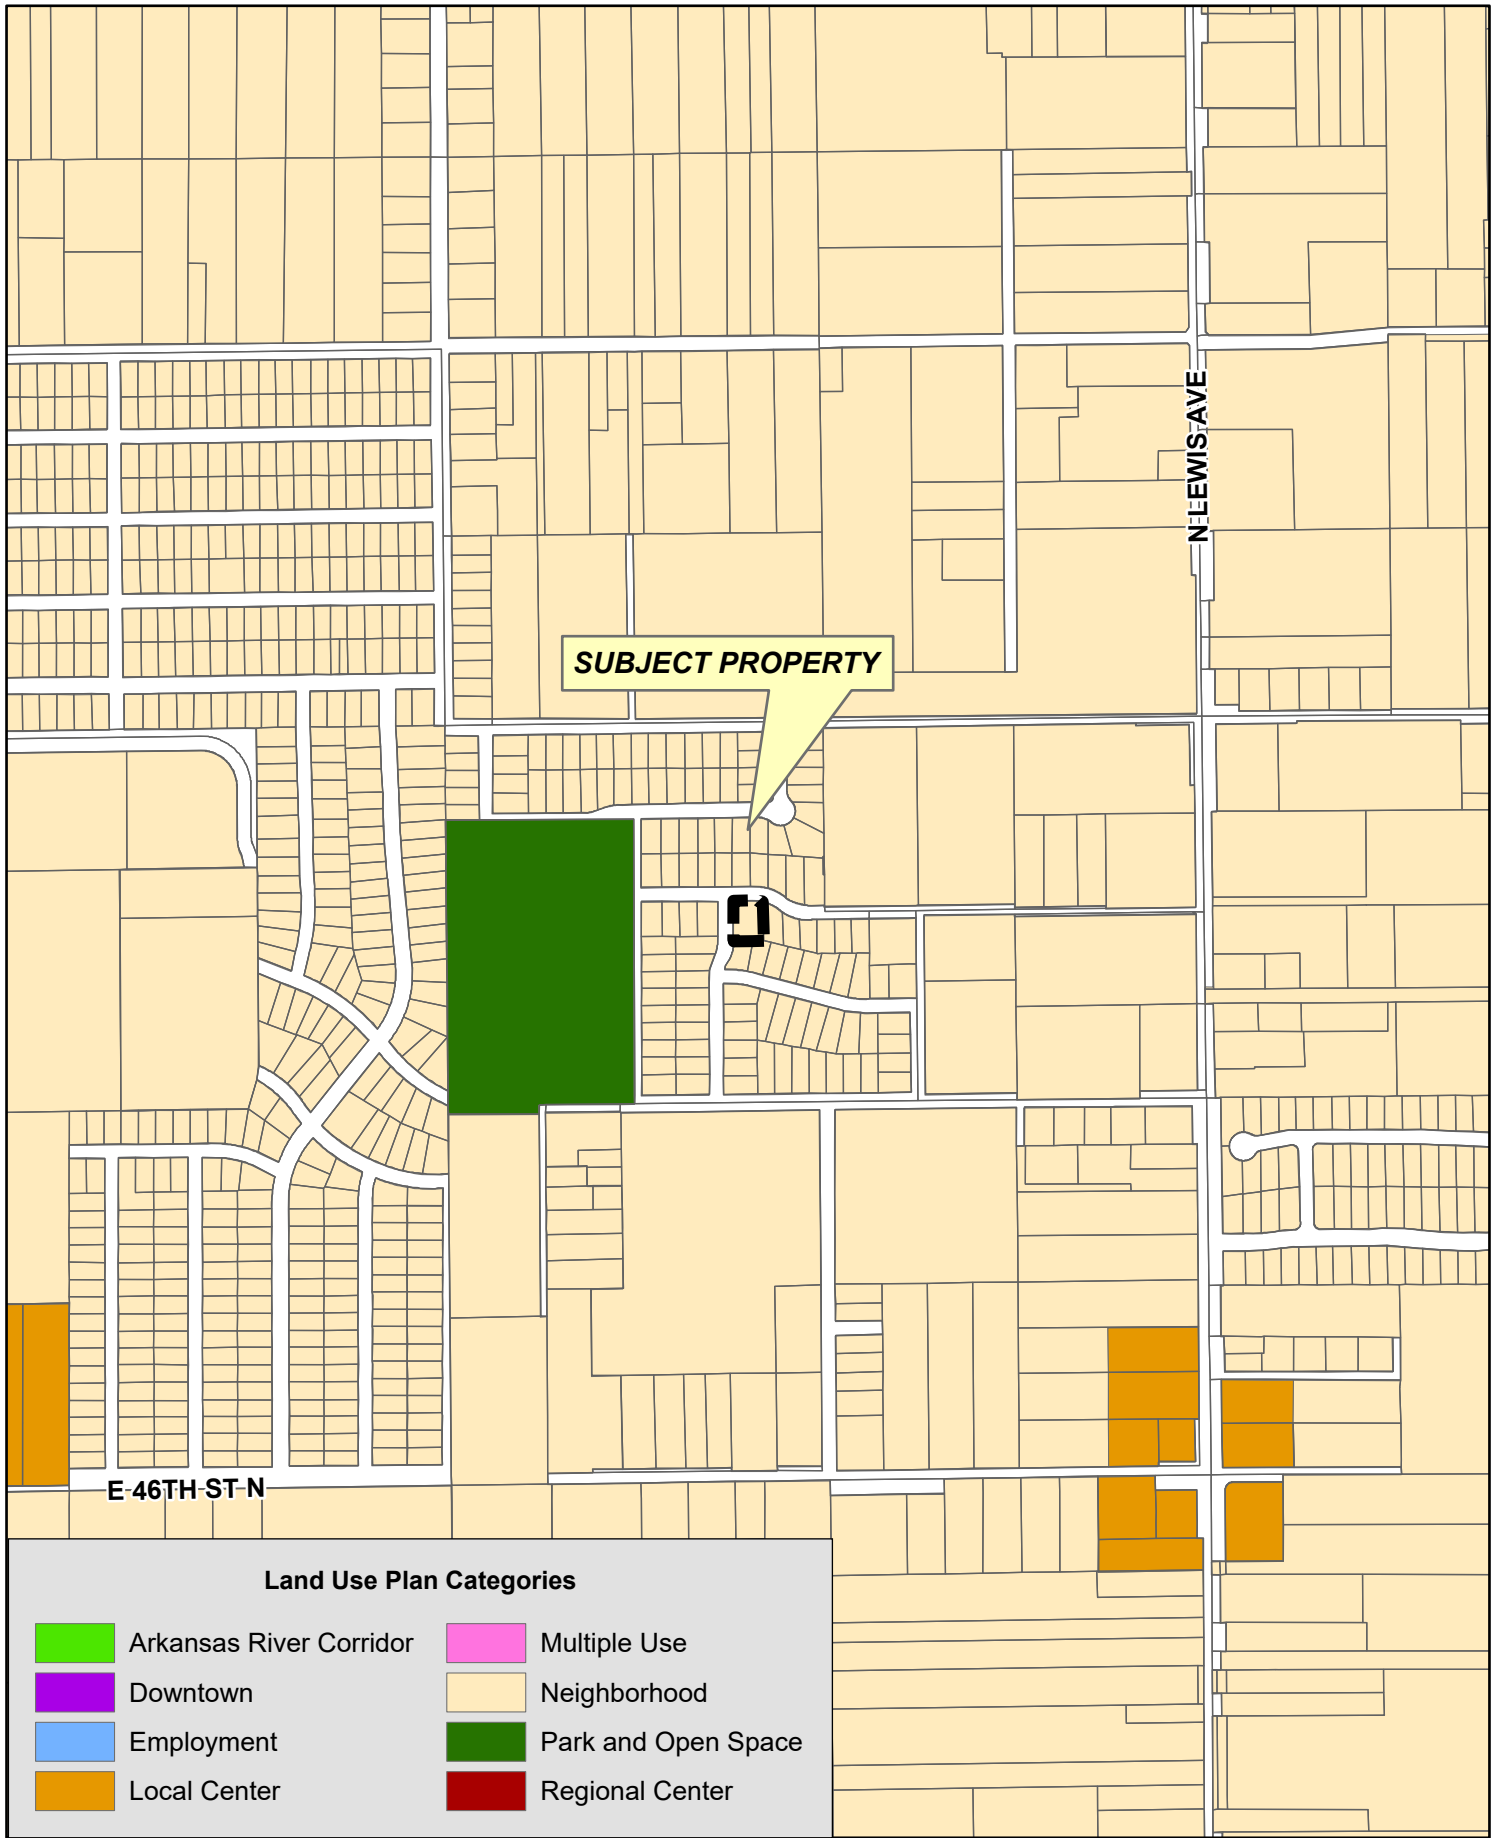 N LEWIS AVE
SUBJECT PROPERTY
E 46TH ST N
Land Use Plan Categories
Arkansas River Corridor
Downtown
Employment
Local Center
Multiple Use
Neighborhood
Park and Open Space
Regional Center